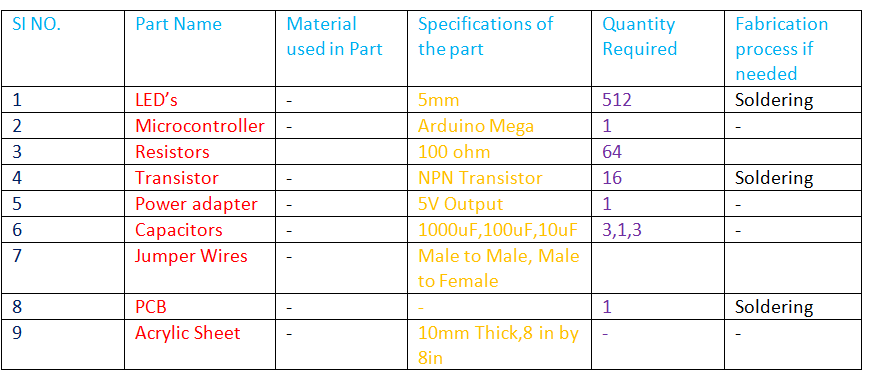 SI NO. Part Name Material used in Part Specifications of the part Quantity Required Fabrication process if needed
1 LED’s - 5mm 512 Soldering
2 Microcontroller - Arduino Mega 1 -
3 Resistors 100 ohm 64
4 Transistor - NPN Transistor 16 Soldering
5 Power adapter - 5V Output 1 -
6 Capacitors - 1000uF,100uF,10uF 3,1,3 -
7 Jumper Wires - Male to Male, Male to Female
8 PCB - - 1 Soldering
9 Acrylic Sheet - 10mm Thick,8 in by 8in - -